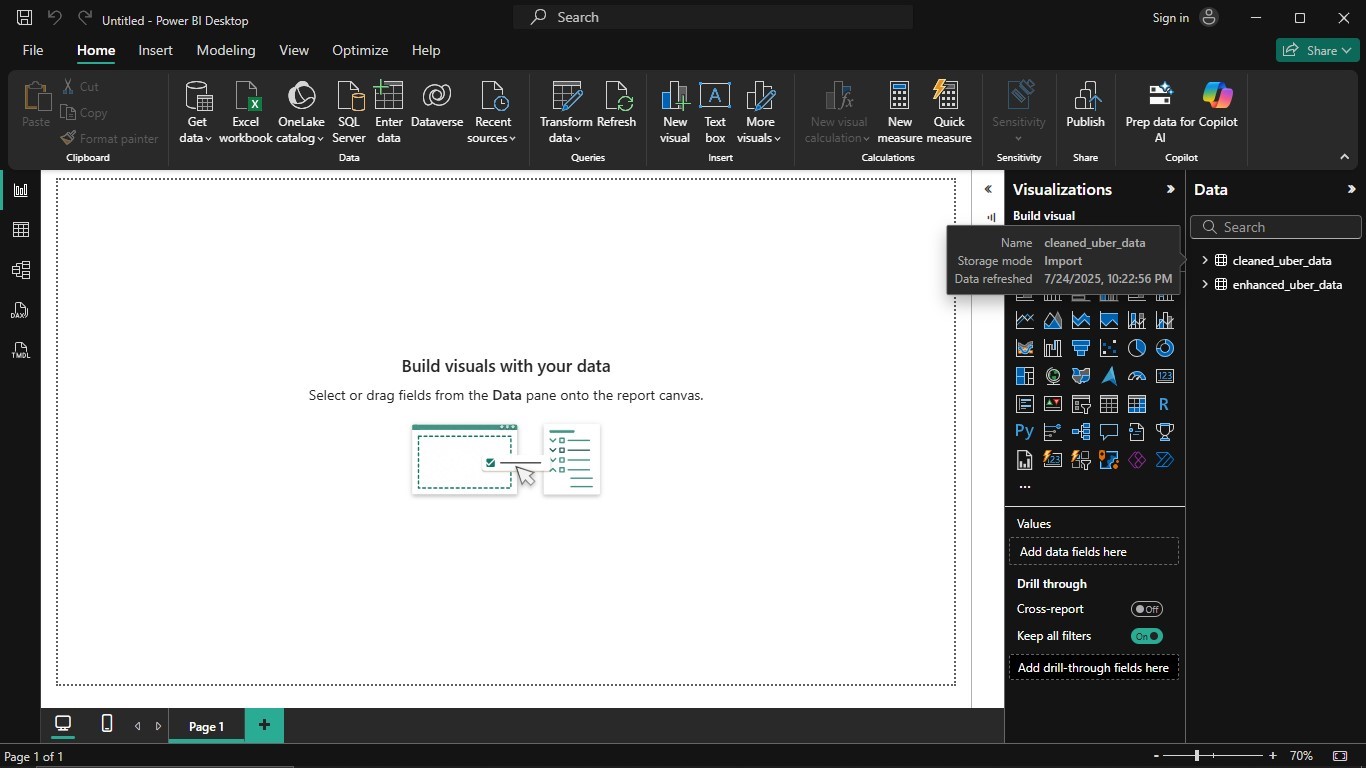 Untitled - Power BI Desktop
Search
Sign in
File Home Insert Modeling View Optimize Help
Share
Paste
Cut
Copy
Format painter
Clipboard
Get data
Excel workbook
OneLake catalog
SQL Server
Enter data
Dataverse
Recent sources
Data
Transform data
Refresh
Queries
New visual
Text box
More visuals
Insert
New visual calculation
New measure
Quick measure
Calculations
Sensitivity
Sensitivity
Publish
Share
Prep data for AI
Copilot
Copilot
DAX
TMDL
Build visuals with your data
Select or drag fields from the Data pane onto the report canvas.
Visualizations
Build visual
Name cleaned_uber_data
Storage mode Import
Data refreshed 7/24/2025, 10:22:56 PM
123
R
Py
123
...
Values
Add data fields here
Drill through
Cross-report Off
Keep all filters On
Add drill-through fields here
Data
Search
cleaned_uber_data
enhanced_uber_data
Page 1
+
Page 1 of 1
- + 70%